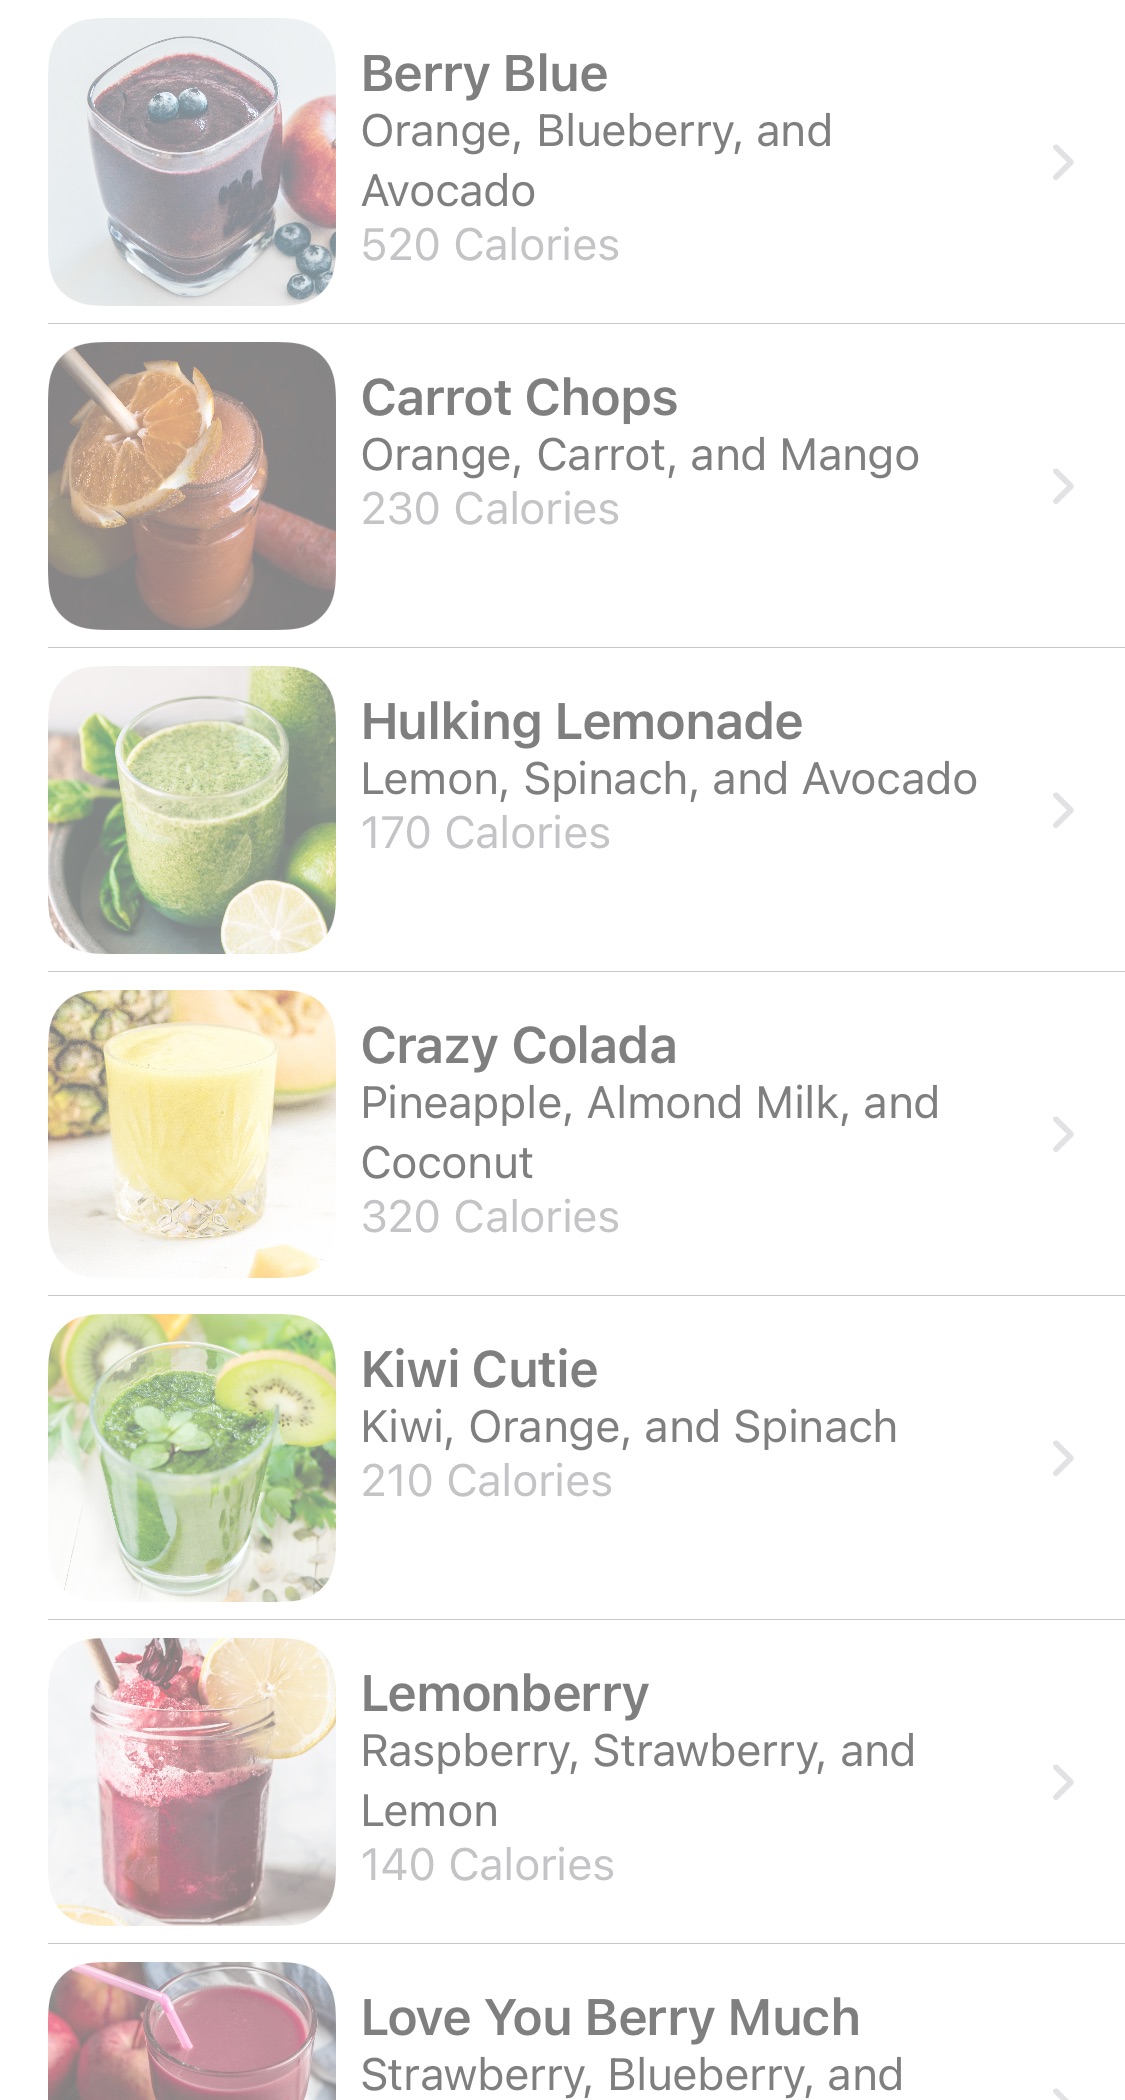 Berry Blue
Orange, Blueberry, and
Avocado
520 Calories
Carrot Chops
Orange, Carrot, and Mango
230 Calories
Hulking Lemonade
Lemon, Spinach, and Avocado
170 Calories
Crazy Colada
Pineapple, Almond Milk, and
Coconut
320 Calories
Kiwi Cutie
Kiwi, Orange, and Spinach
210 Calories
Lemonberry
Raspberry, Strawberry, and
Lemon
140 Calories
Love You Berry Much
Strawberry, Blueberry, and